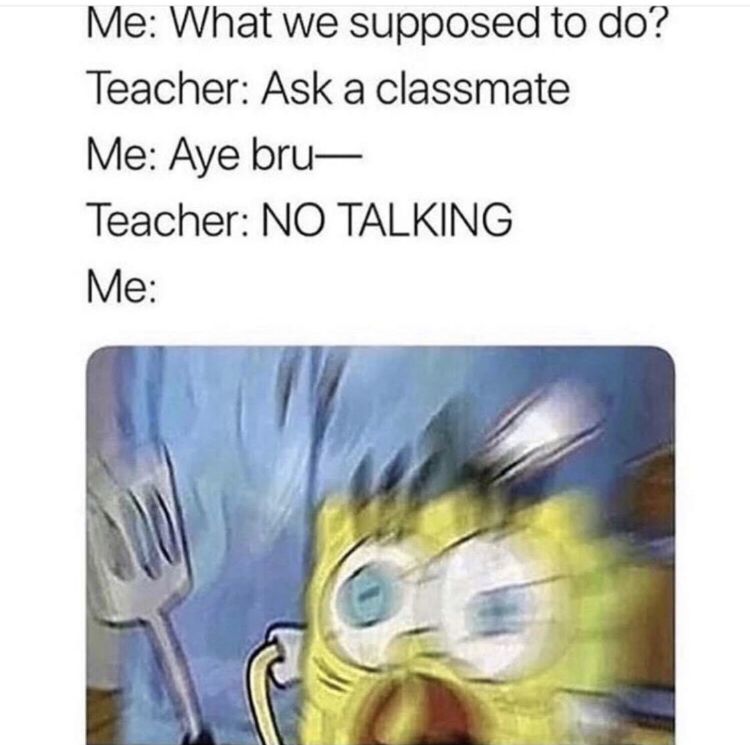 Me: What we supposed to do?
Teacher: Ask a classmate
Me: Aye bru—
Teacher: NO TALKING
Me: